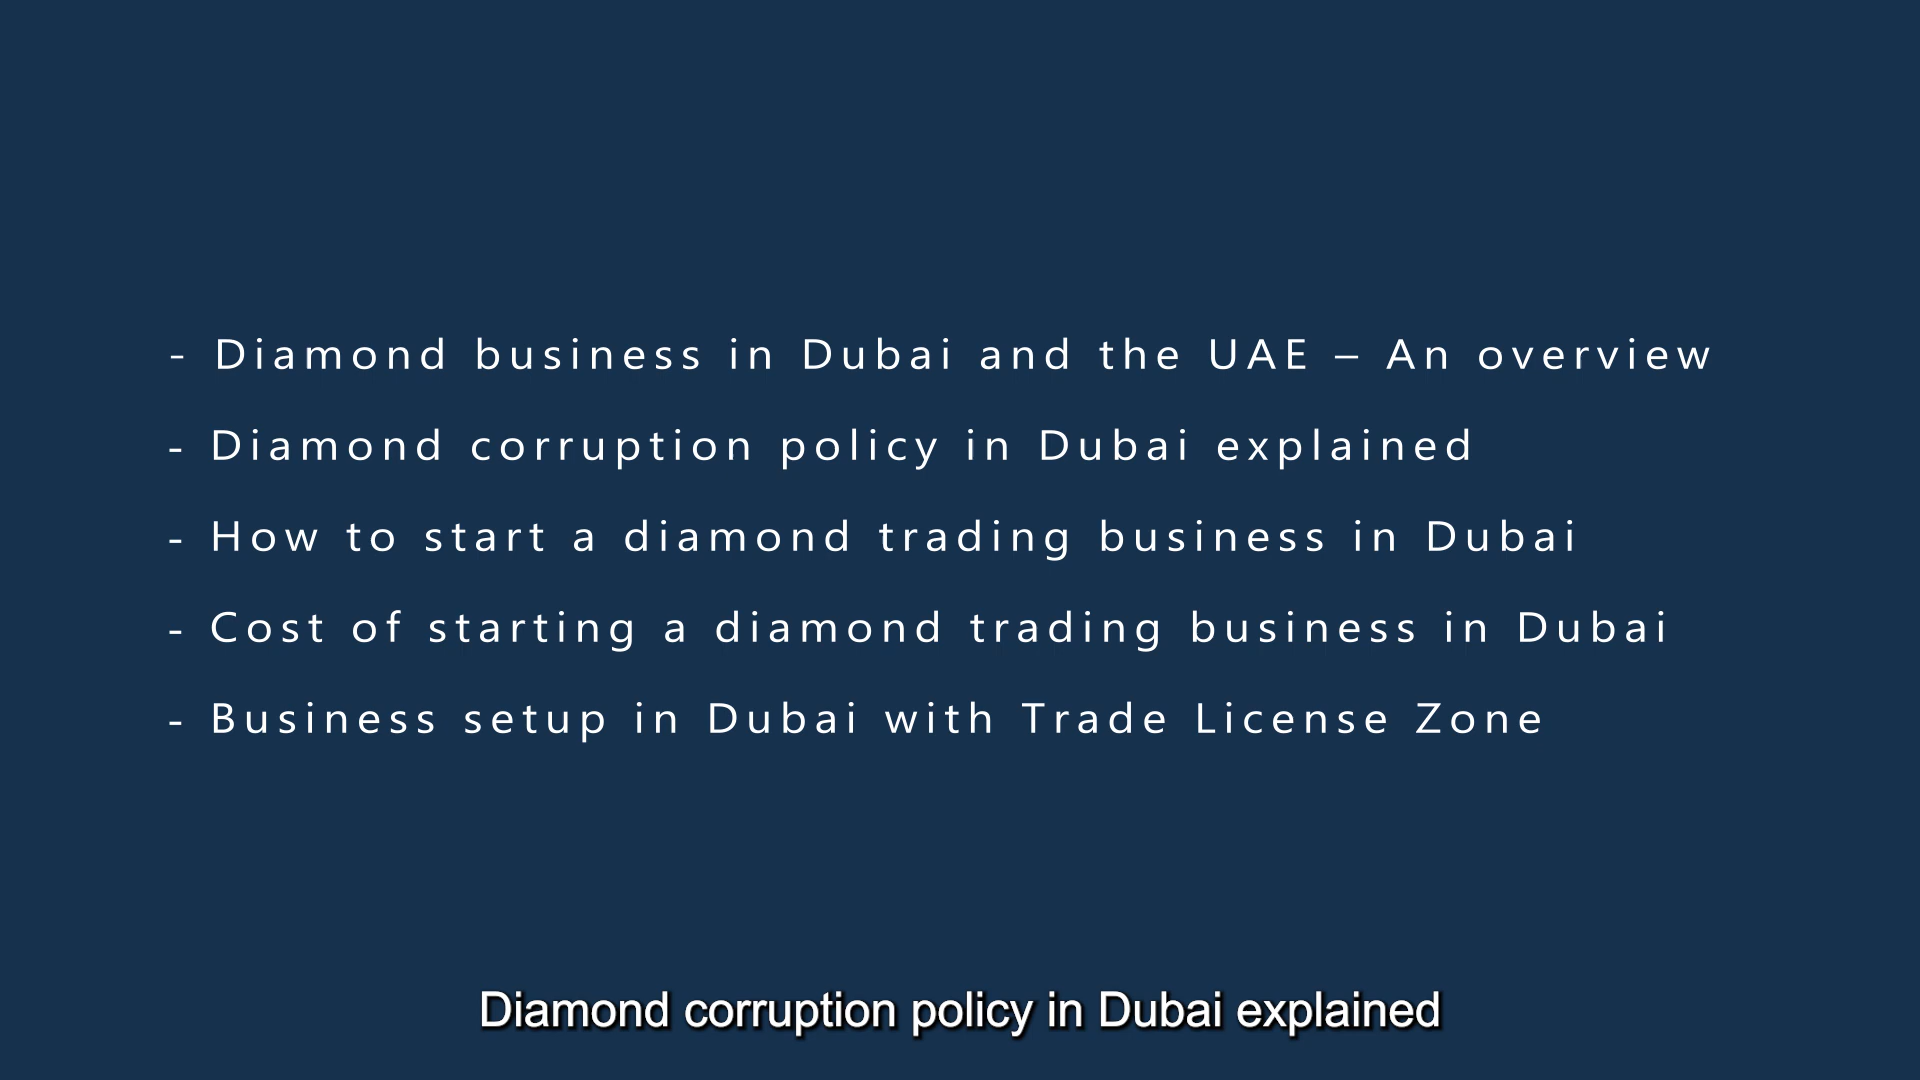 - Diamond business in Dubai and the UAE – An overview
- Diamond corruption policy in Dubai explained
- How to start a diamond trading business in Dubai
- Cost of starting a diamond trading business in Dubai
- Business setup in Dubai with Trade License Zone
Diamond corruption policy in Dubai explained